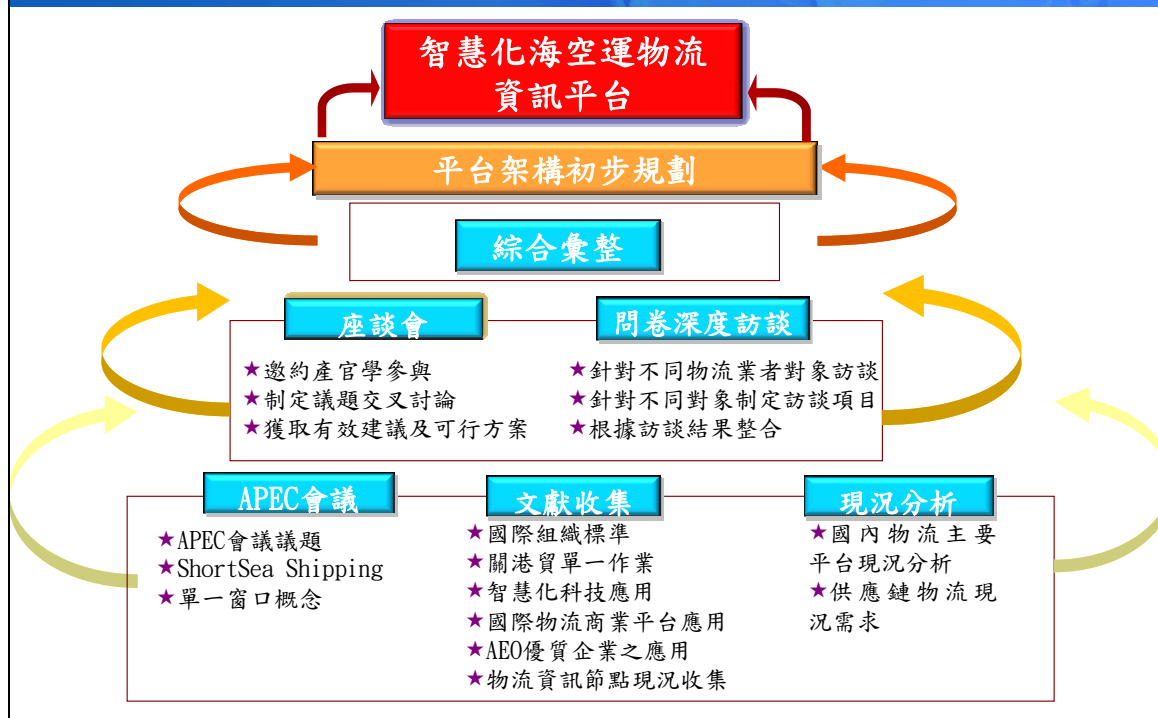 智慧化海空運物流
資訊平台
平台架構初步規劃
綜合彙整
座談會
★邀約產官學參與
★制定議題交叉討論
★獲取有效建議及可行方案
問卷深度訪談
★針對不同物流業者對象訪談
★針對不同對象制定訪談項目
★根據訪談結果整合
APEC會議
★APEC會議議題
★ShortSea Shipping
★單一窗口概念
文獻收集
★國際組織標準
★關港貿單一作業
★智慧化科技應用
★國際物流商業平台應用
★AEO優質企業之應用
★物流資訊節點現況收集
現況分析
★國內物流主要
平台現況分析
★供應鏈物流現
況需求